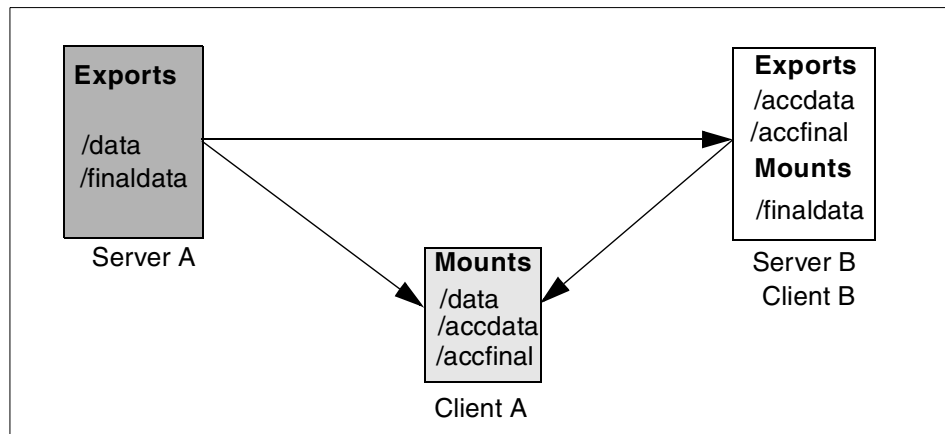 Exports
/data
/finaldata
Server A
Exports
/accdata
/accfinal
Mounts
/finaldata
Server B
Client B
Mounts
/data
/accdata
/accfinal
Client A